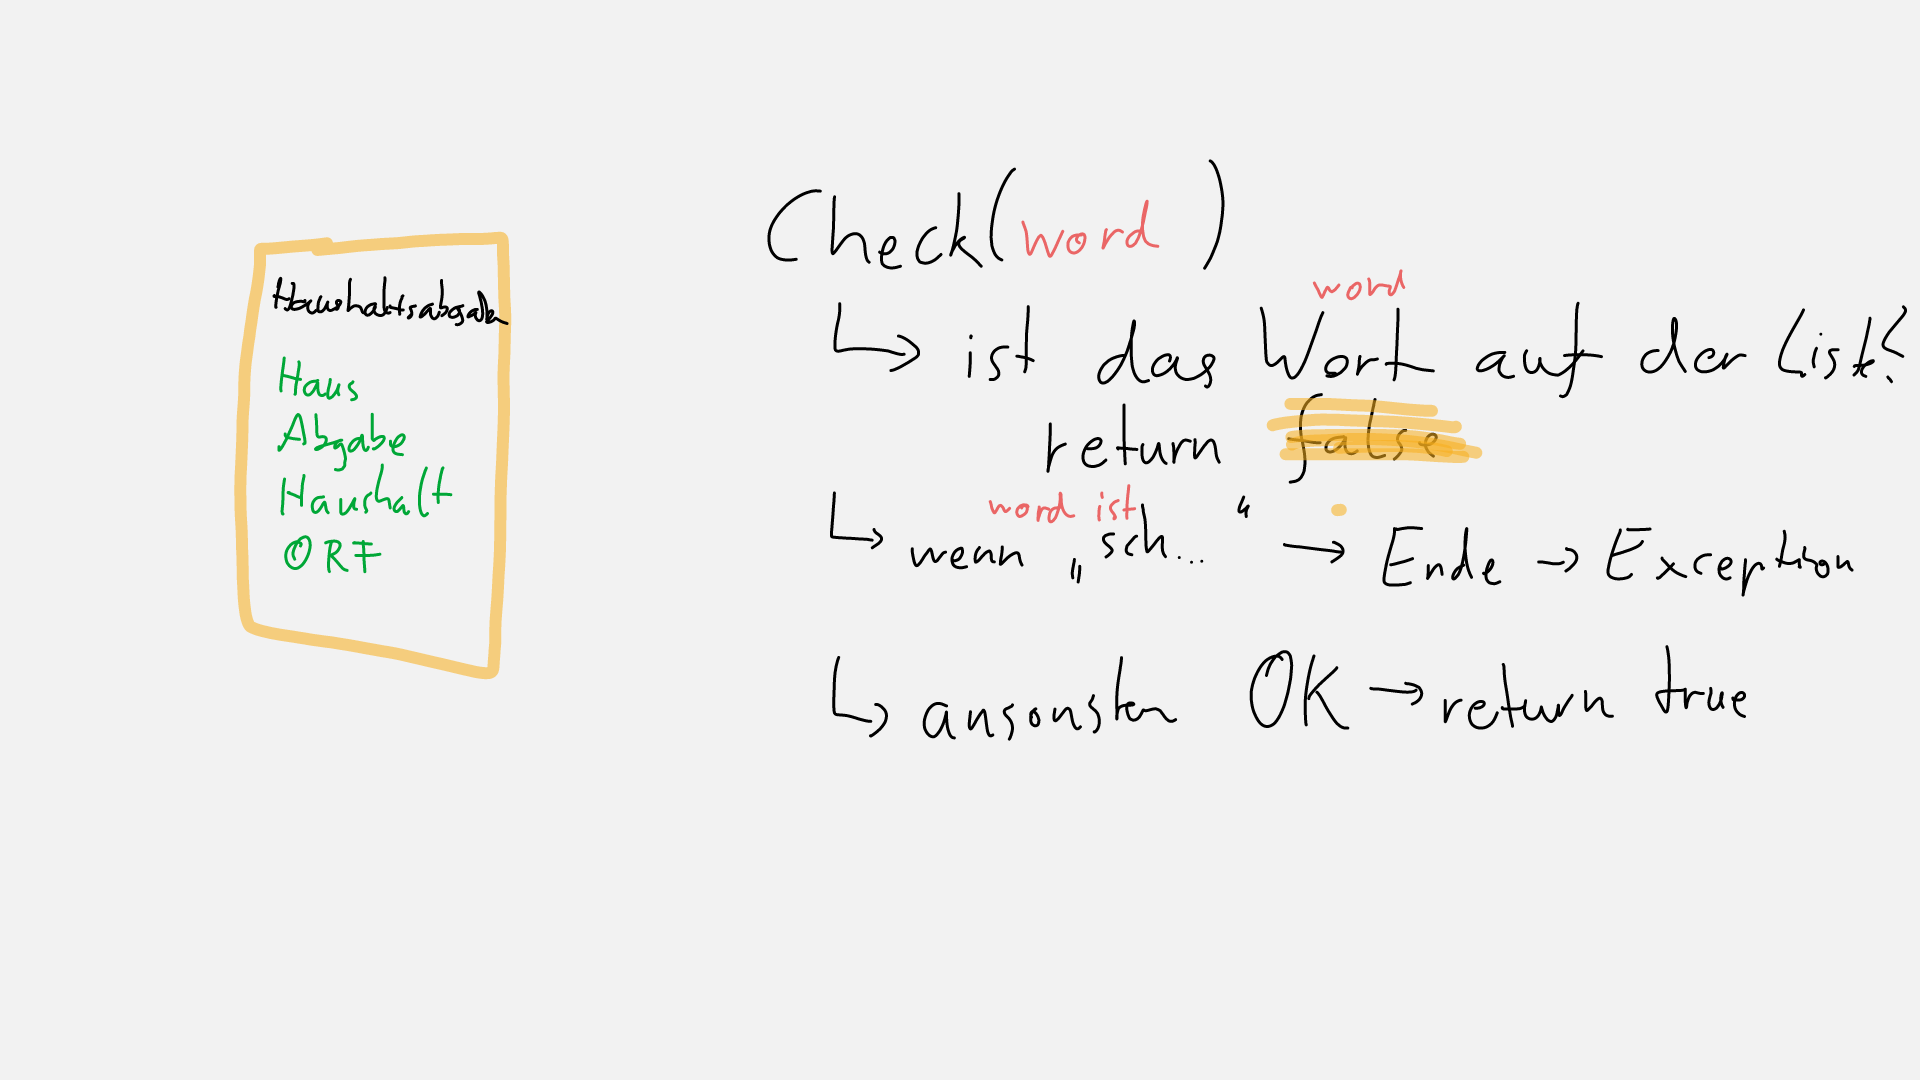 Haushaltsabgabe
Haus
Abgabe
Haushalt
ORF
Check(word)
word
↳ ist das Wort auf der Liste?
return false
word ist
↳ wenn „sch..." → Ende → Exception
↳ ansonsten OK → return true